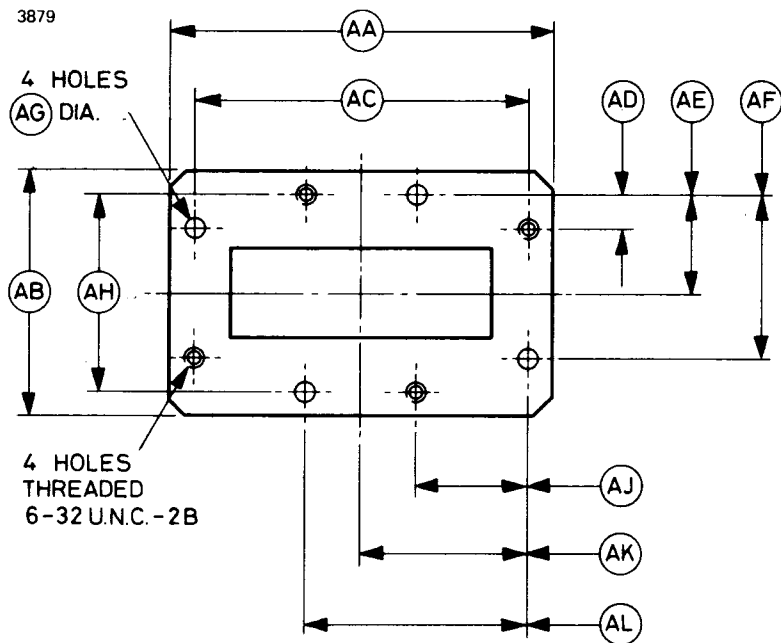 3879
AA
4 HOLES
AG DIA.
AC
AD
AE
AF
AB
AH
4 HOLES
THREADED
6-32 U.N.C.-2B
AJ
AK
AL